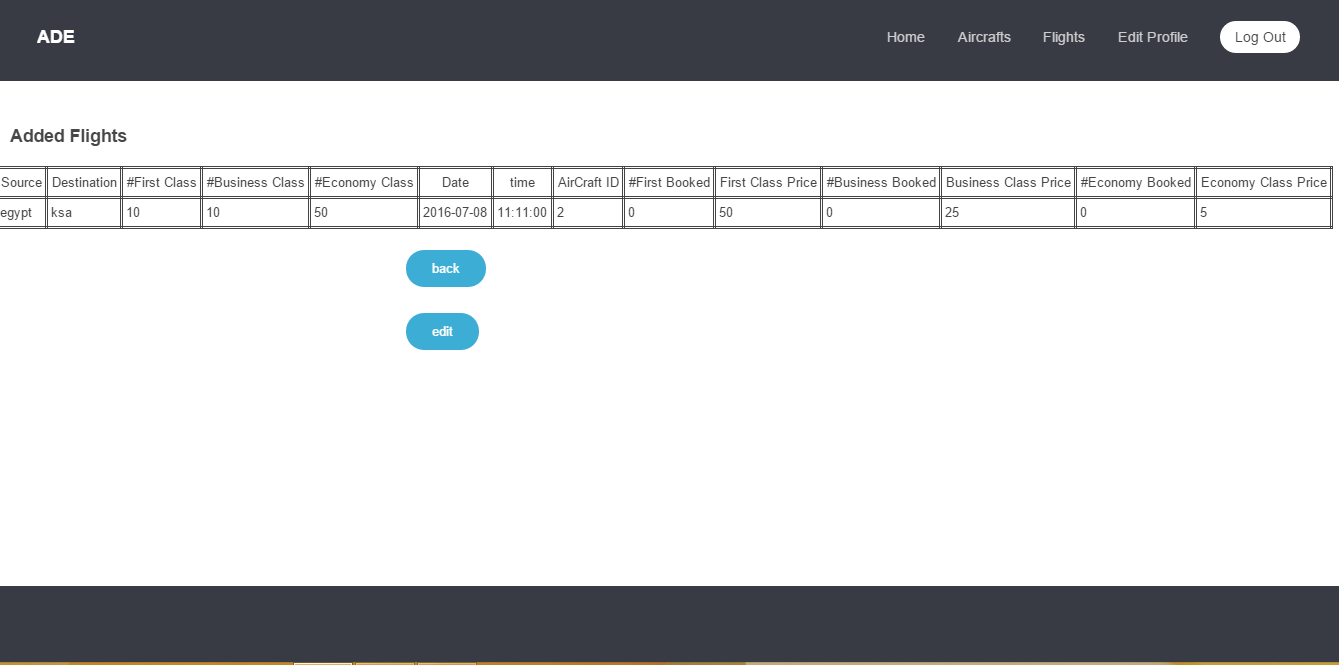 ADE Home Aircrafts Flights Edit Profile Log Out
Added Flights
Source Destination #First Class #Business Class #Economy Class Date time AirCraft ID #First Booked First Class Price #Business Booked Business Class Price #Economy Booked Economy Class Price
egypt ksa 10 10 50 2016-07-08 11:11:00 2 0 50 0 25 0 5
back
edit